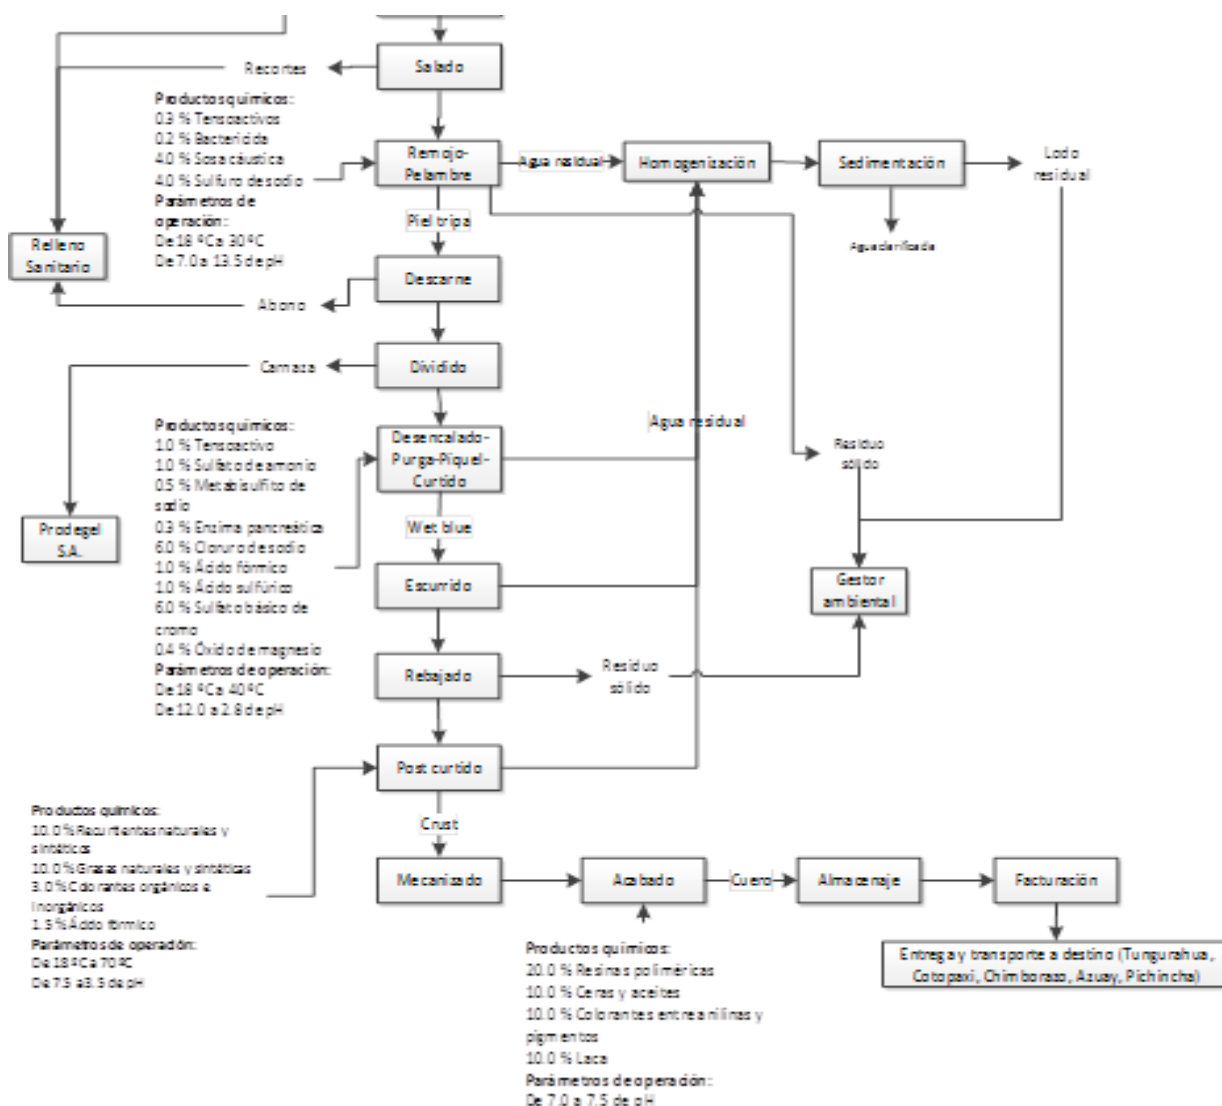 Salado
Recortes
Productos químicos:
0.3 % Tensoactivos
0.2 % Bactericida
4.0 % Sosa cáustica
4.0 % Sulfuro de sodio
Parámetros de
operación:
De 18 ºC a 30 ºC
De 7.0 a 13.5 de pH
Remojo-
Pelambre
Agua residual
Homogenización
Sedimentación
Lodo
residual
Agua clarificada
Piel tripa
Relleno
Sanitario
Descarne
Abono
Dividido
Carnaza
Prodegel
S.A.
Productos químicos:
1.0 % Tensoactivo
1.0 % Sulfato de amonio
0.5 % Metabisulfito de
sodio
0.3 % Enzima pancreática
6.0 % Cloruro de sodio
1.0 % Ácido fórmico
1.0 % Ácido sulfúrico
6.0 % Sulfato básico de
cromo
0.4 % Óxido de magnesio
Parámetros de operación:
De 18 ºC a 40 ºC
De 12.0 a 2.8 de pH
Desencalado-
Purga-Piquel-
Curtido
Agua residual
Residuo
sólido
Wet blue
Escurrido
Gestor
ambiental
Rebajado
Residuo
sólido
Post curtido
Productos químicos:
10.0 % Recurtientes naturales y
sintéticos
10.0 % Grasas naturales y sintéticas
3.0 % Colorantes orgánicos e
inorgánicos
1.5 % Ácido fórmico
Parámetros de operación:
De 18 ºC a 70 ºC
De 7.5 a 3.5 de pH
Crust
Mecanizado
Acabado
Cuero
Almacenaje
Facturación
Productos químicos:
20.0 % Resinas poliméricas
10.0 % Ceras y aceites
10.0 % Colorantes entre anilinas y
pigmentos
10.0 % Laca
Parámetros de operación:
De 7.0 a 7.5 de pH
Entrega y transporte a destino (Tungurahua,
Cotopaxi, Chimborazo, Azuay, Pichincha)